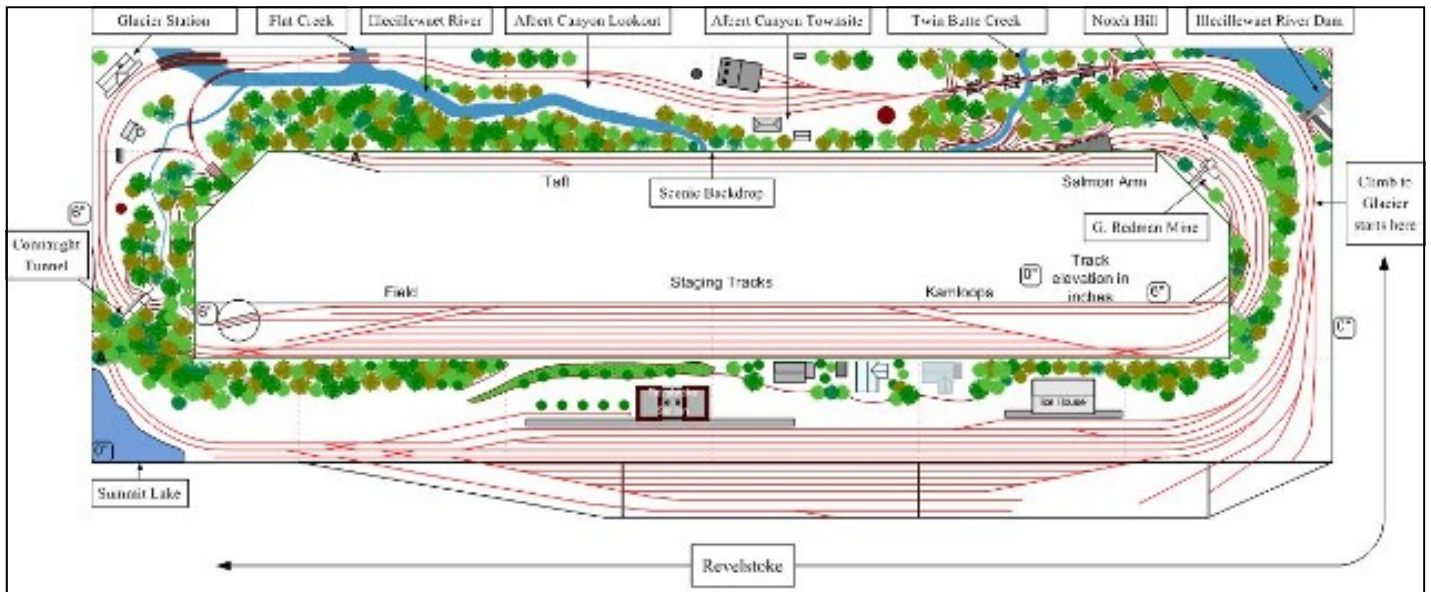 Glacier Station
Flat Creek
Illecillewaet River
Albert Canyon Lookout
Albert Canyon Townsite
Twin Butte Creek
Notch Hill
Illecillewaet River Dam
A
Taft
Scenic Backdrop
Salmon Arm
G. Redman Mine
Climb to
Glacier
starts here
6"
Connaught
Tunnel
Field
Staging Tracks
Kamloops
0"
Track
elevation in
inches
6"
6'
0"
A
Ice House
0"
Summit Lake
Revelstoke